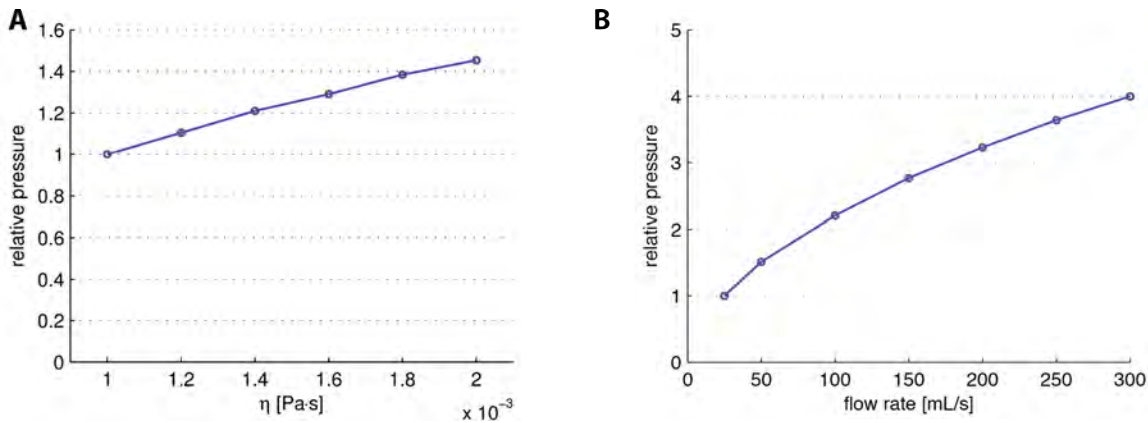 A
1.6
1.4
1.2
1
0.8
0.6
0.4
0.2
0
relative pressure
1 1.2 1.4 1.6 1.8 2
η [Pa·s]
x 10⁻³
B
5
4
3
2
1
0
relative pressure
0 50 100 150 200 250 300
flow rate [mL/s]